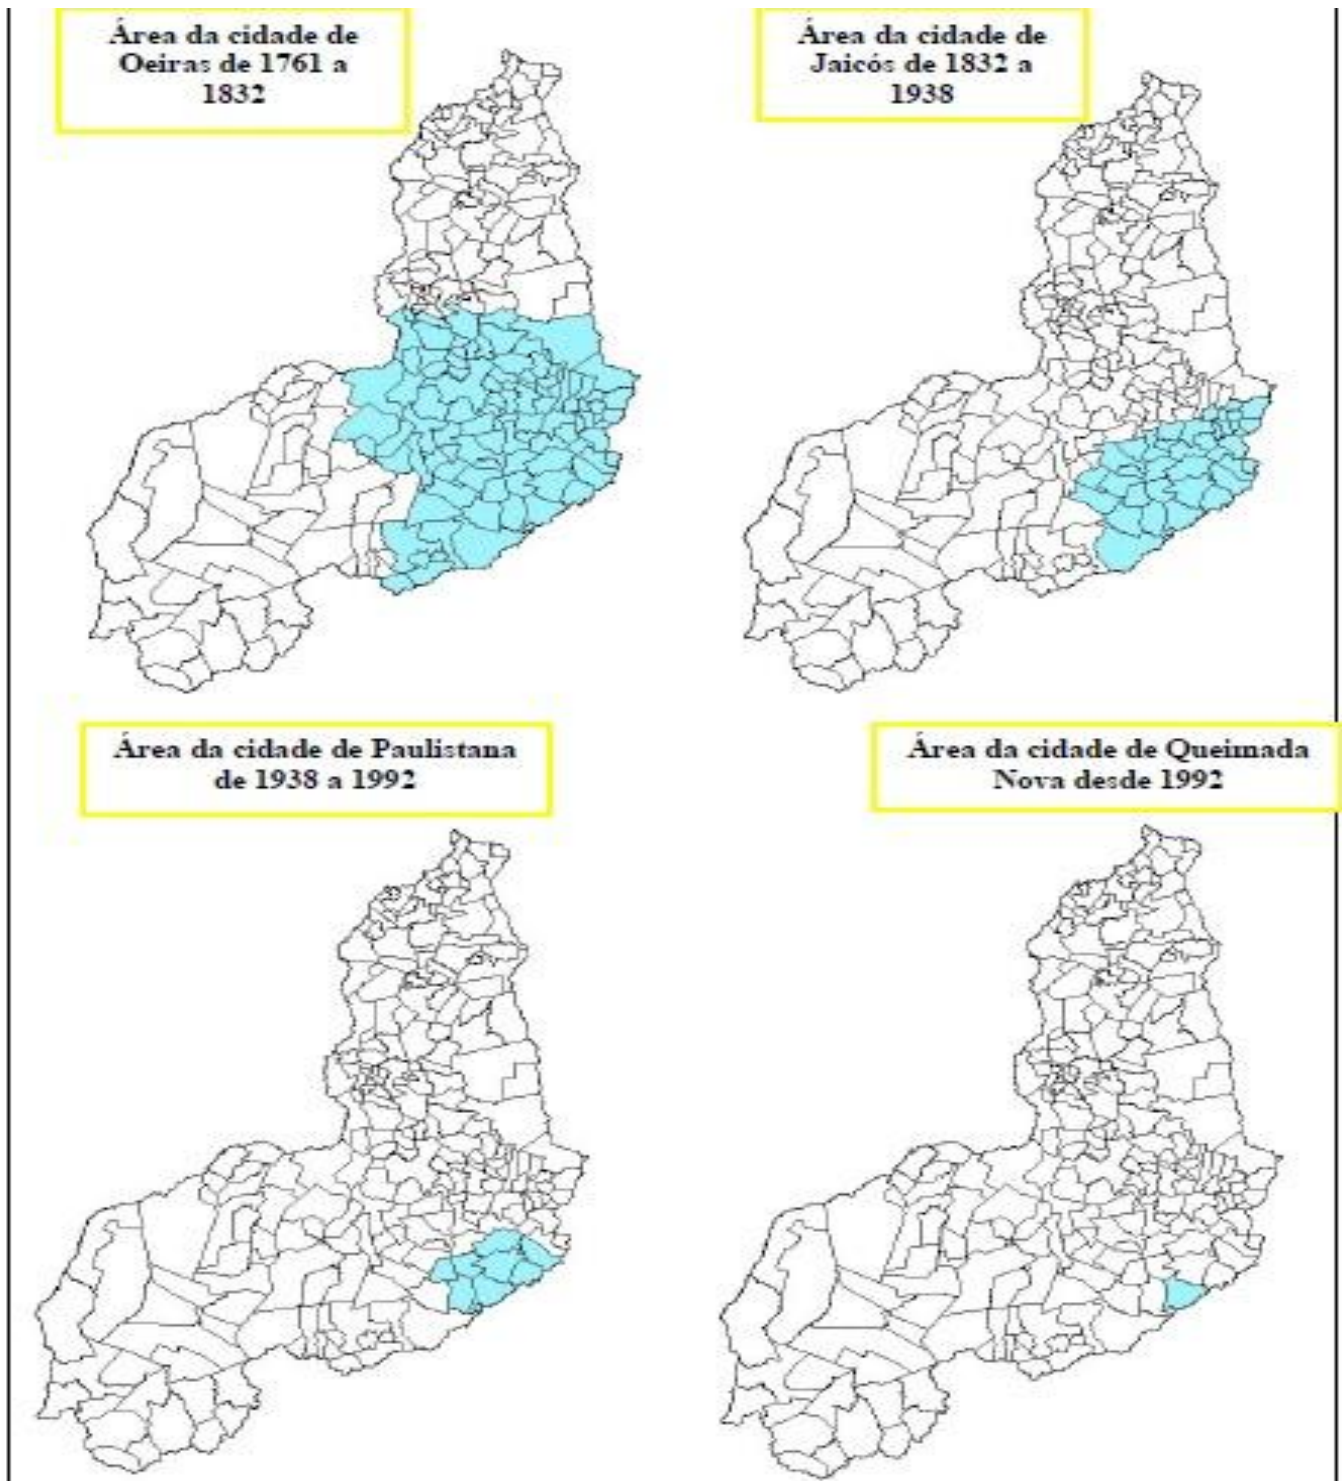 Área da cidade de
Oeiras de 1761 a
1832
Área da cidade de
Jaicós de 1832 a
1938
Área da cidade de Paulistana
de 1938 a 1992
Área da cidade de Queimada
Nova desde 1992